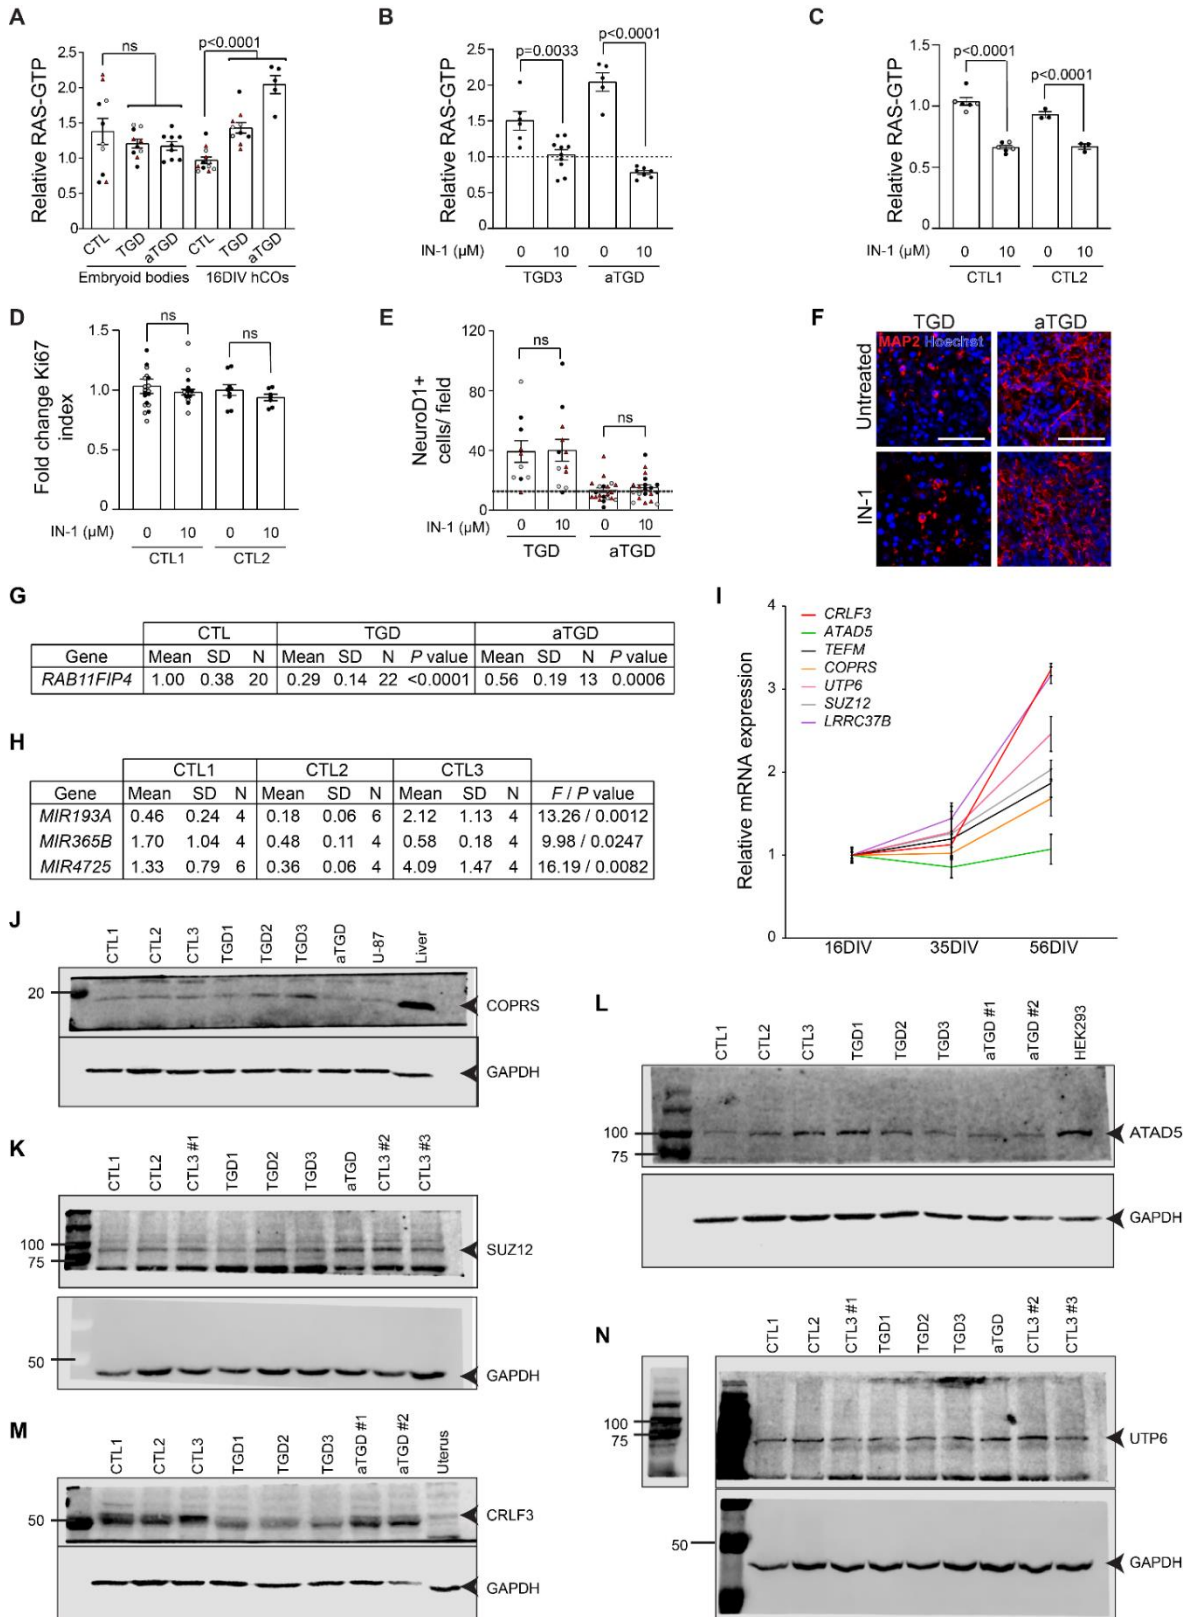 A
Relative RAS-GTP
2.5
2.0
1.5
1.0
0.5
0
ns
p<0.0001
CTL TGD aTGD CTL TGD aTGD
Embryoid bodies 16DIV hCOs
B
Relative RAS-GTP
2.5
2.0
1.5
1.0
0.5
0
p=0.0033
p<0.0001
IN-1 (µM) 0 10 0 10
TGD3 aTGD
C
Relative RAS-GTP
1.5
1.0
0.5
0
p<0.0001
p<0.0001
IN-1 (µM) 0 10 0 10
CTL1 CTL2
D
Fold change Ki67
index
1.5
1.0
0.5
0
ns
ns
IN-1 (µM) 0 10 0 10
CTL1 CTL2
E
NeuroD1+
cells/ field
120
80
40
0
ns
ns
IN-1 (µM) 0 10 0 10
TGD aTGD
F
TGD aTGD
MAP2 Hoechst
Untreated
IN-1
G
CTL TGD aTGD
Gene Mean SD N Mean SD N P value Mean SD N P value
RAB11FIP4 1.00 0.38 20 0.29 0.14 22 <0.0001 0.56 0.19 13 0.0006
H
CTL1 CTL2 CTL3
Gene Mean SD N Mean SD N Mean SD N F / P value
MIR193A 0.46 0.24 4 0.18 0.06 6 2.12 1.13 4 13.26 / 0.0012
MIR365B 1.70 1.04 4 0.48 0.11 4 0.58 0.18 4 9.98 / 0.0247
MIR4725 1.33 0.79 6 0.36 0.06 4 4.09 1.47 4 16.19 / 0.0082
I
Relative mRNA expression
4
3
2
1
0
CRLF3
ATAD5
TEFM
COPRS
UTP6
SUZ12
LRRC37B
16DIV 35DIV 56DIV
J
CTL1 CTL2 CTL3 TGD1 TGD2 TGD3 aTGD U-87 Liver
20
COPRS
GAPDH
K
CTL1 CTL2 CTL3 #1 TGD1 TGD2 TGD3 aTGD CTL3 #2 CTL3 #3
100
75
SUZ12
50
GAPDH
L
CTL1 CTL2 CTL3 TGD1 TGD2 TGD3 aTGD #1 aTGD #2 HEK293
100
75
ATAD5
GAPDH
M
CTL1 CTL2 CTL3 TGD1 TGD2 TGD3 aTGD #1 aTGD #2 Uterus
50
CRLF3
GAPDH
N
CTL1 CTL2 CTL3 #1 TGD1 TGD2 TGD3 aTGD CTL3 #2 CTL3 #3
100
75
UTP6
50
GAPDH